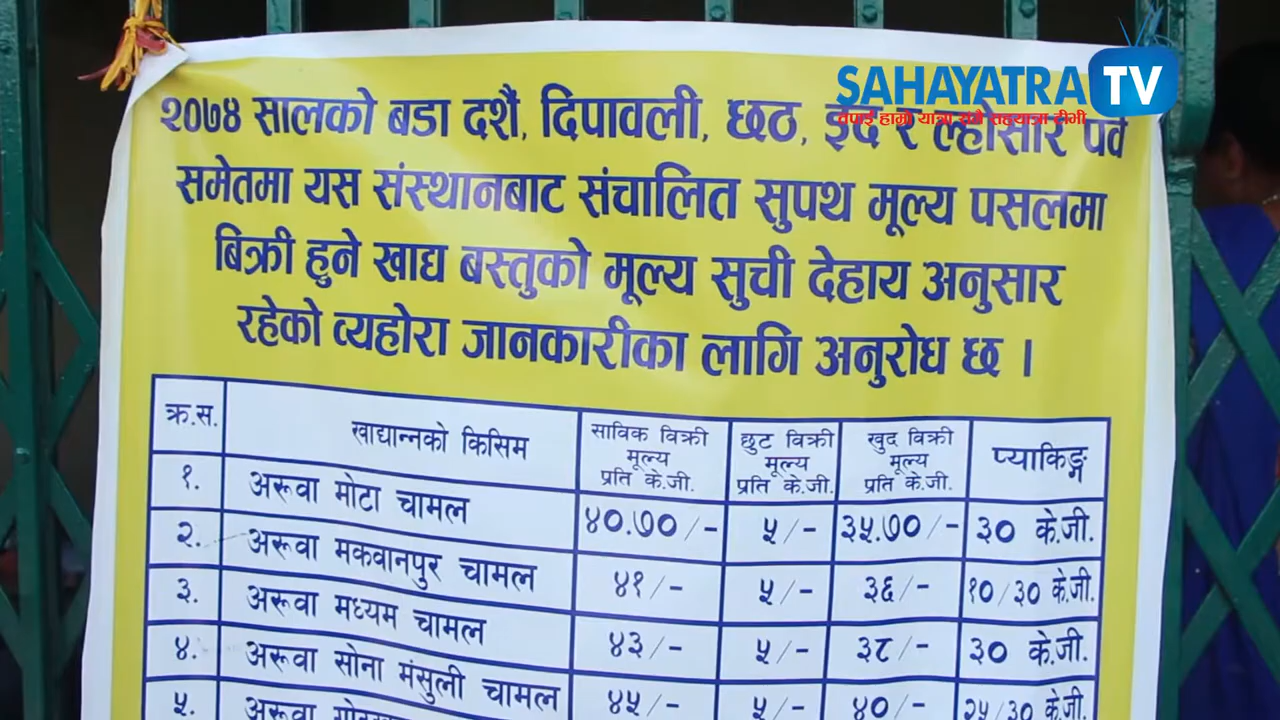 SAHAYATRA TV
तपाईं हाम्रो यात्रा संगै सहयात्रा टीभी
२०७४ सालको बडा दशैं, दिपावली, छठ, इद र ल्होसार पर्व
समेतमा यस संस्थानबाट संचालित सुपथ मूल्य पसलमा
बिक्री हुने खाद्य बस्तुको मूल्य सुची देहाय अनुसार
रहेको व्यहोरा जानकारीका लागि अनुरोध छ ।
क्र.स. खाद्यान्नको किसिम साविक विक्री मूल्य प्रति के.जी. छुट विक्री मूल्य प्रति के.जी. खुद विक्री मूल्य प्रति के.जी. प्याकिङ्ग
१. अरूवा मोटा चामल ४०.७०/- ५/- ३५.७०/- ३० के.जी.
२. अरूवा मकवानपुर चामल ४१/- ५/- ३६/- १०/३० के.जी.
३. अरूवा मध्यम चामल ४३/- ५/- ३८/- ३० के.जी.
४. अरूवा सोना मंसुली चामल ४५/- ५/- ४०/- २५/३० के.जी.
५. अरूवा